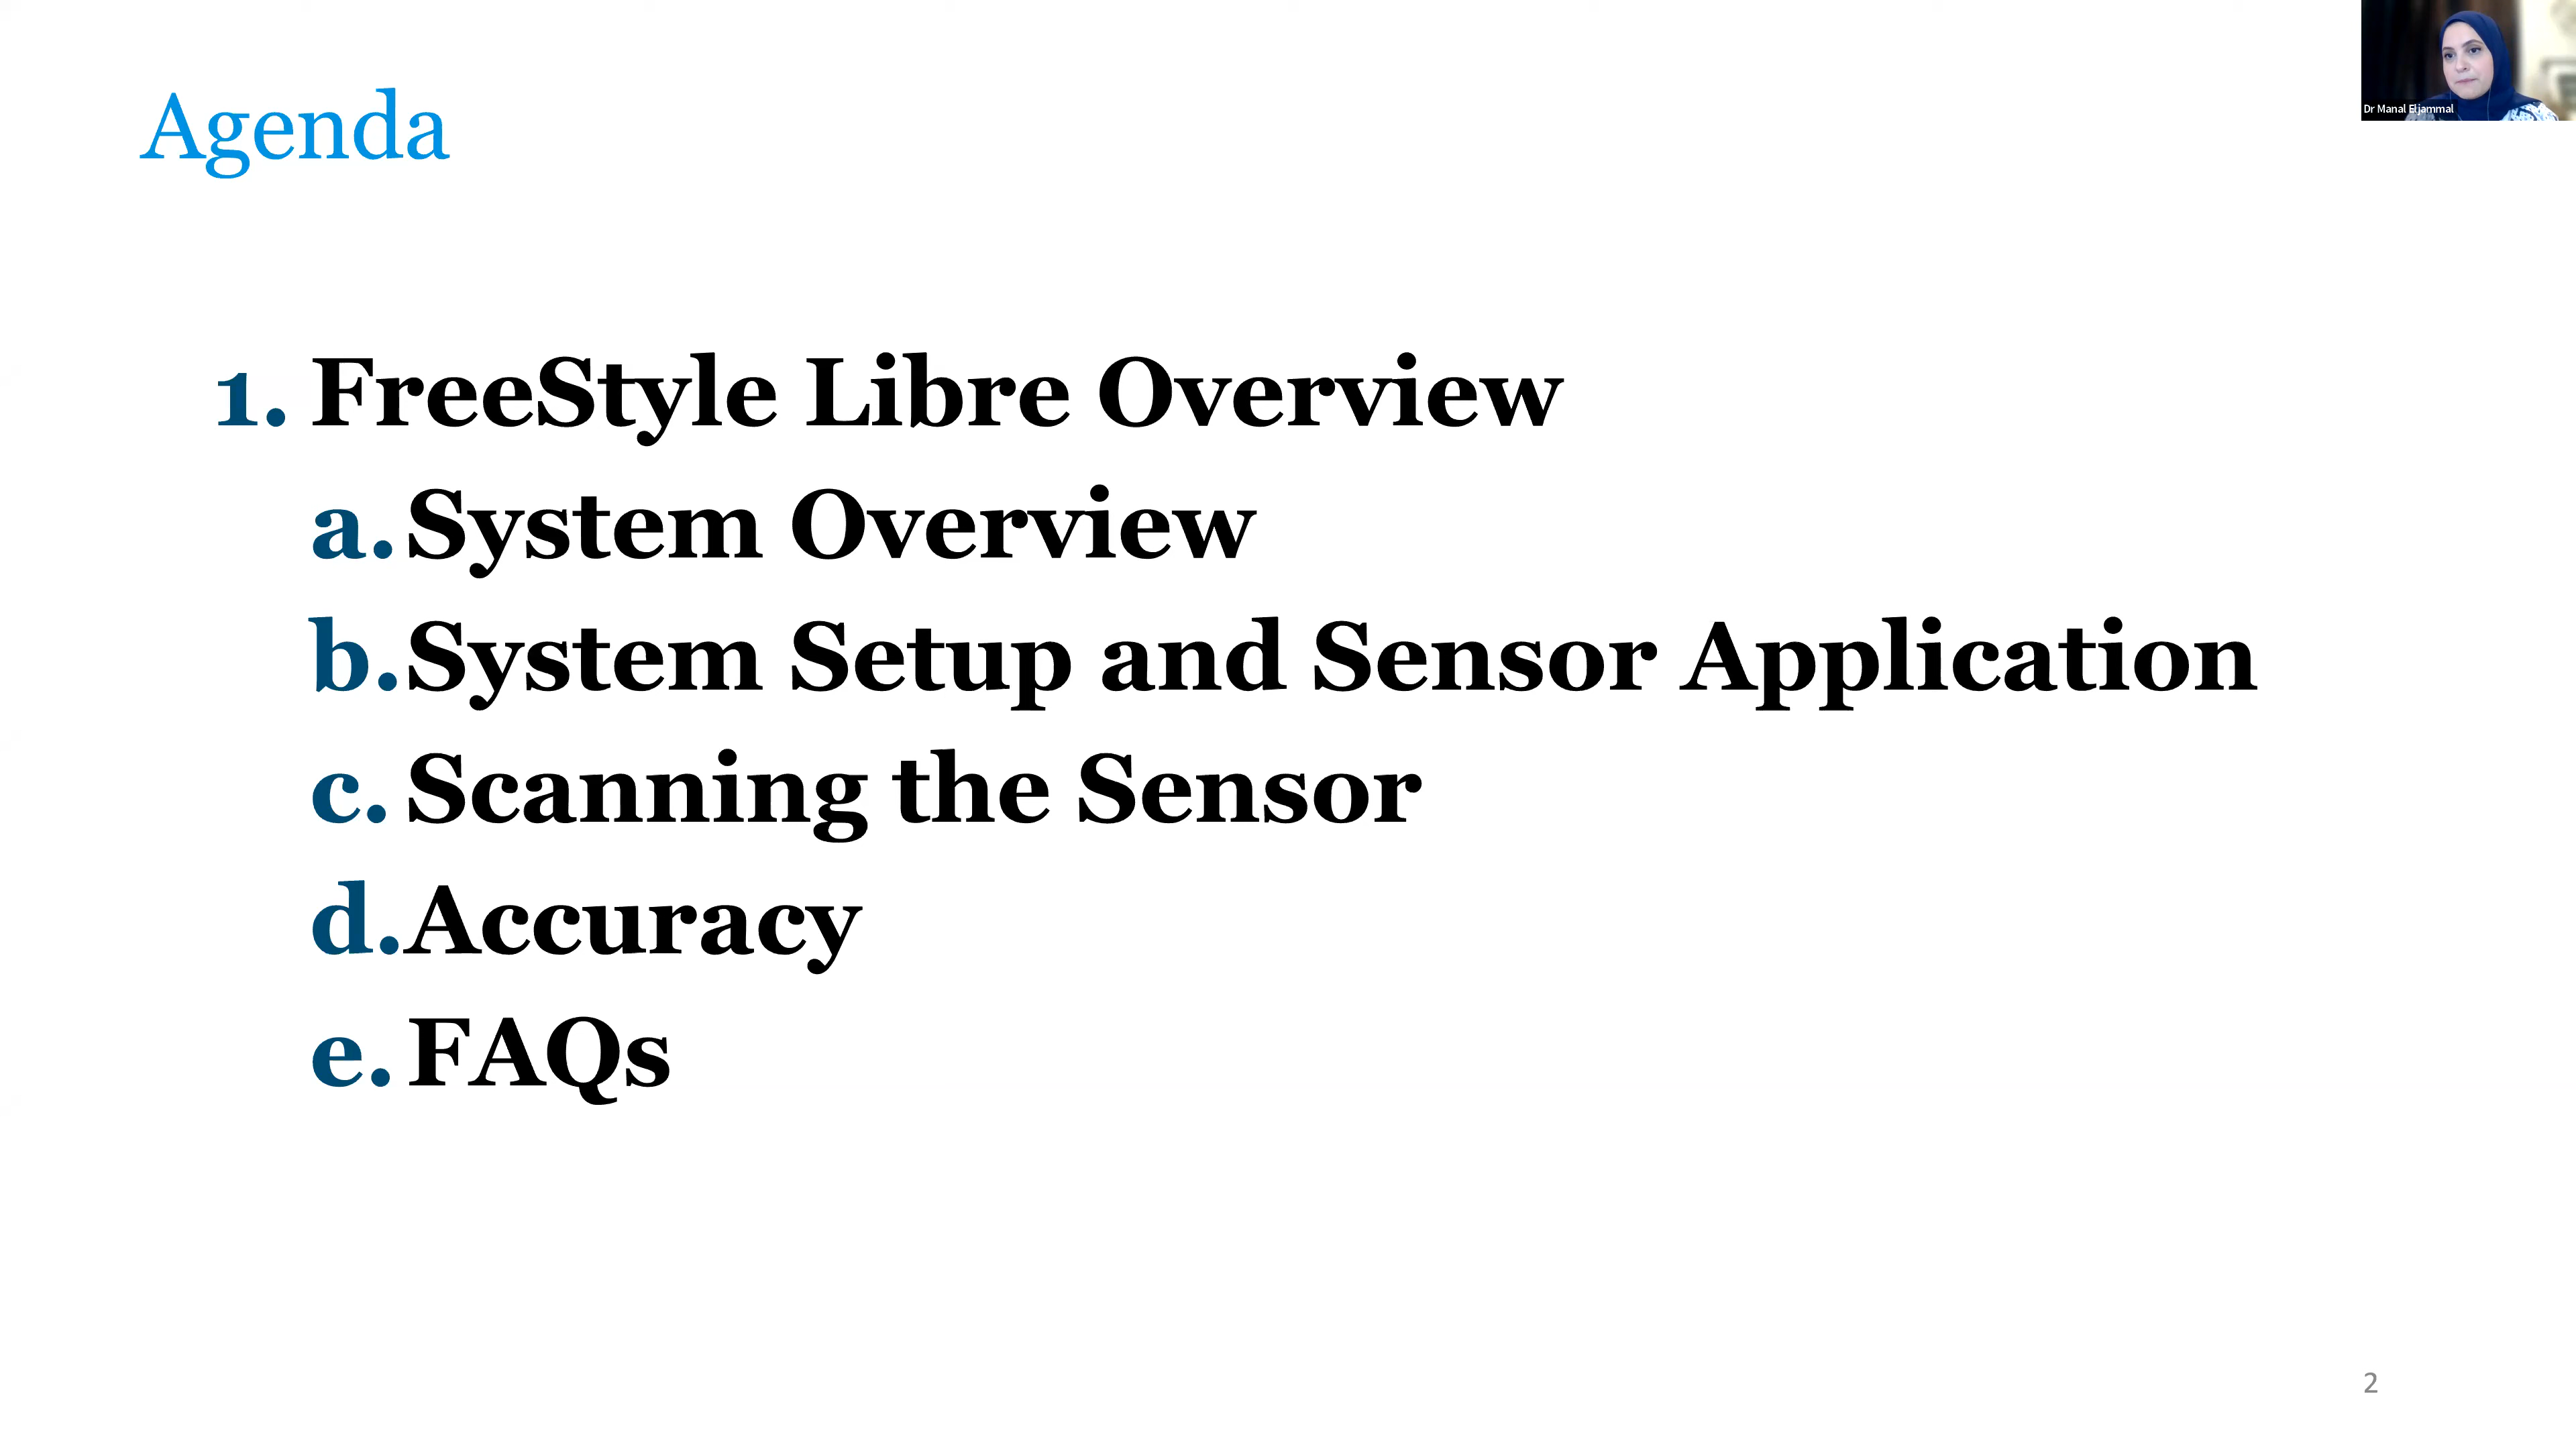 Agenda
Dr Manal Eljammal
1. FreeStyle Libre Overview
a. System Overview
b. System Setup and Sensor Application
c. Scanning the Sensor
d. Accuracy
e. FAQs
2